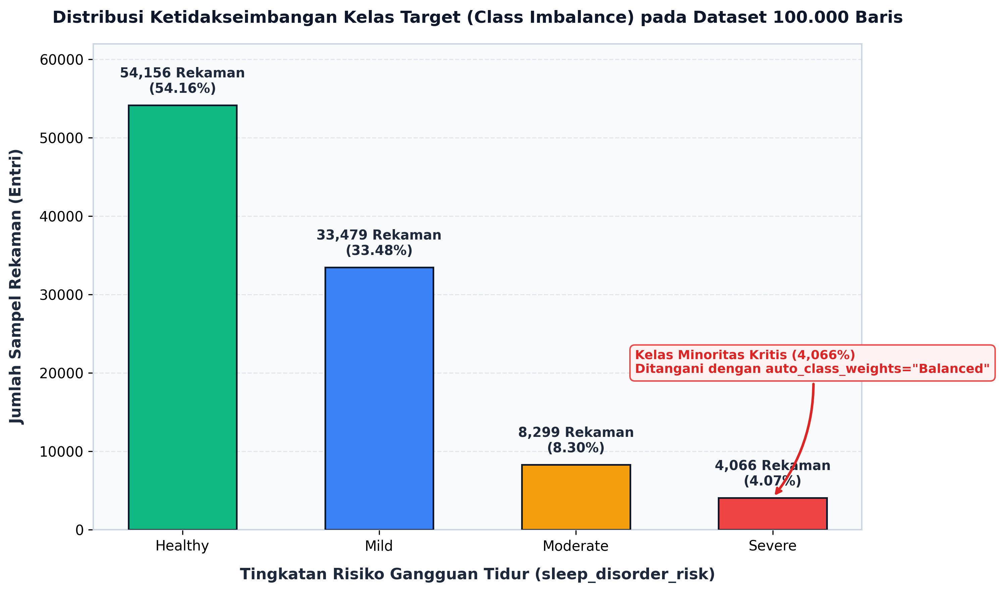 Distribusi Ketidakseimbangan Kelas Target (Class Imbalance) pada Dataset 100.000 Baris
Jumlah Sampel Rekaman (Entri)
60000
50000
40000
30000
20000
10000
0
54,156 Rekaman
(54.16%)
33,479 Rekaman
(33.48%)
8,299 Rekaman
(8.30%)
4,066 Rekaman
(4.07%)
Kelas Minoritas Kritis (4,066%)
Ditangani dengan auto_class_weights="Balanced"
Healthy
Mild
Moderate
Severe
Tingkatan Risiko Gangguan Tidur (sleep_disorder_risk)